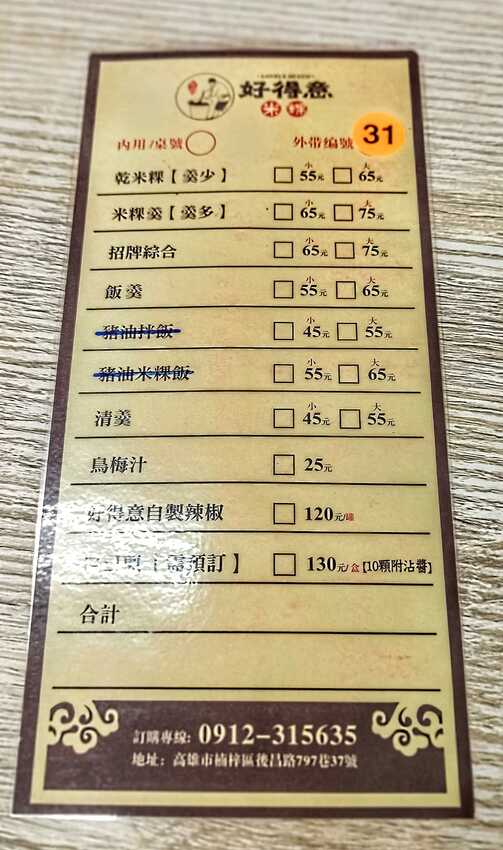 好得意
米粿
內用/桌號 外帶編號 31
乾米粿【羹少】 小 55元 大 65元
米粿羹【羹多】 小 65元 大 75元
招牌綜合 小 65元 大 75元
飯羹 小 55元 大 65元
豬油拌飯 小 45元 大 55元
豬油米粿飯 小 55元 大 65元
清羹 小 45元 大 55元
烏梅汁 25元
好得意自製辣椒 120元/罐
需預訂】 130元/盒【10顆附沾醬】
合計
訂購專線: 0912-315635
地址: 高雄市楠梓區後昌路797巷37號